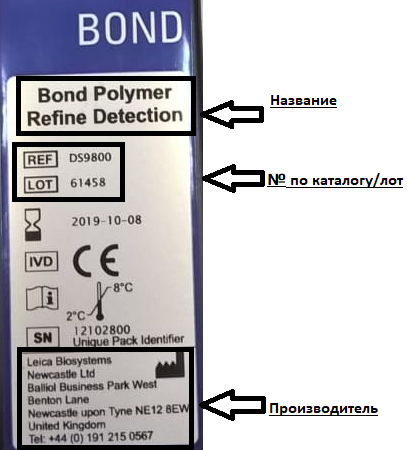 BOND
Bond Polymer
Refine Detection
Название
REF DS9800
LOT 61458
№ по каталогу/лот
2019-10-08
IVD CE
i
8°C
2°C
SN 12102800
Unique Pack Identifier
Leica Biosystems
Newcastle Ltd
Balliol Business Park West
Benton Lane
Newcastle upon Tyne NE12 8EW
United Kingdom
Tel: +44 (0) 191 215 0567
Производитель